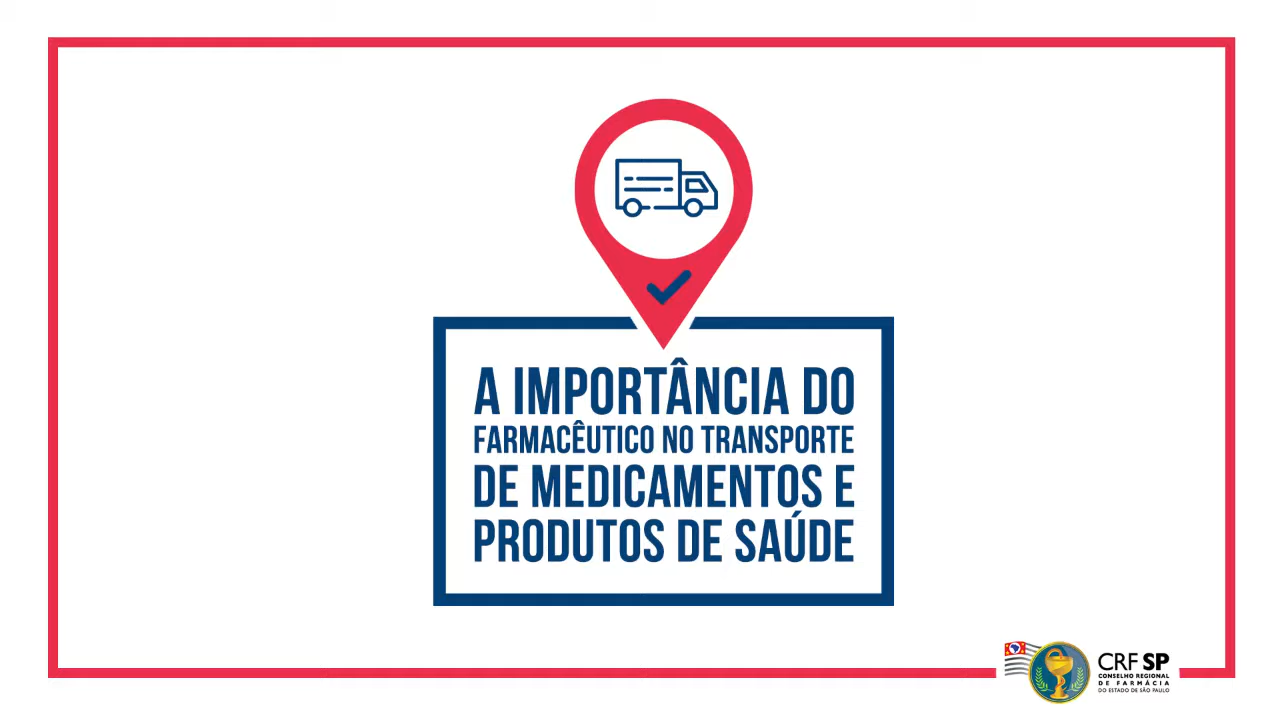 A IMPORTÂNCIA DO
FARMACÊUTICO NO TRANSPORTE
DE MEDICAMENTOS E
PRODUTOS DE SAÚDE
CRF SP
CONSELHO REGIONAL
DE FARMÁCIA
DO ESTADO DE SÃO PAULO